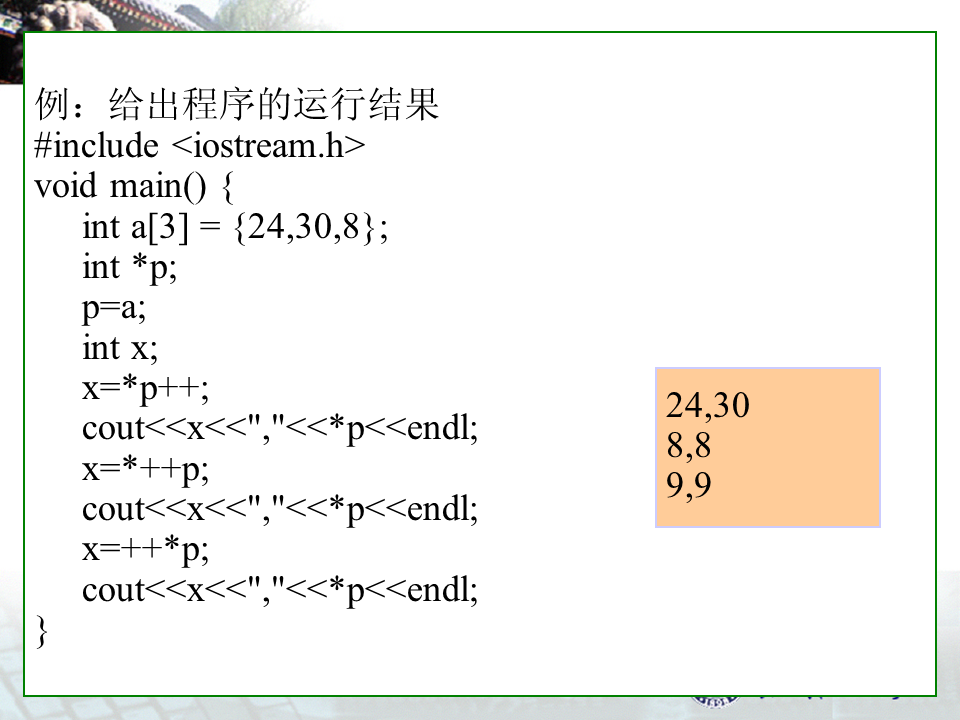 例：给出程序的运行结果
#include <iostream.h>
void main() {
int a[3] = {24,30,8};
int *p;
p=a;
int x;
x=*p++;
cout<<x<<","<<*p<<endl;
x=*++p;
cout<<x<<","<<*p<<endl;
x=++*p;
cout<<x<<","<<*p<<endl;
}
24,30
8,8
9,9